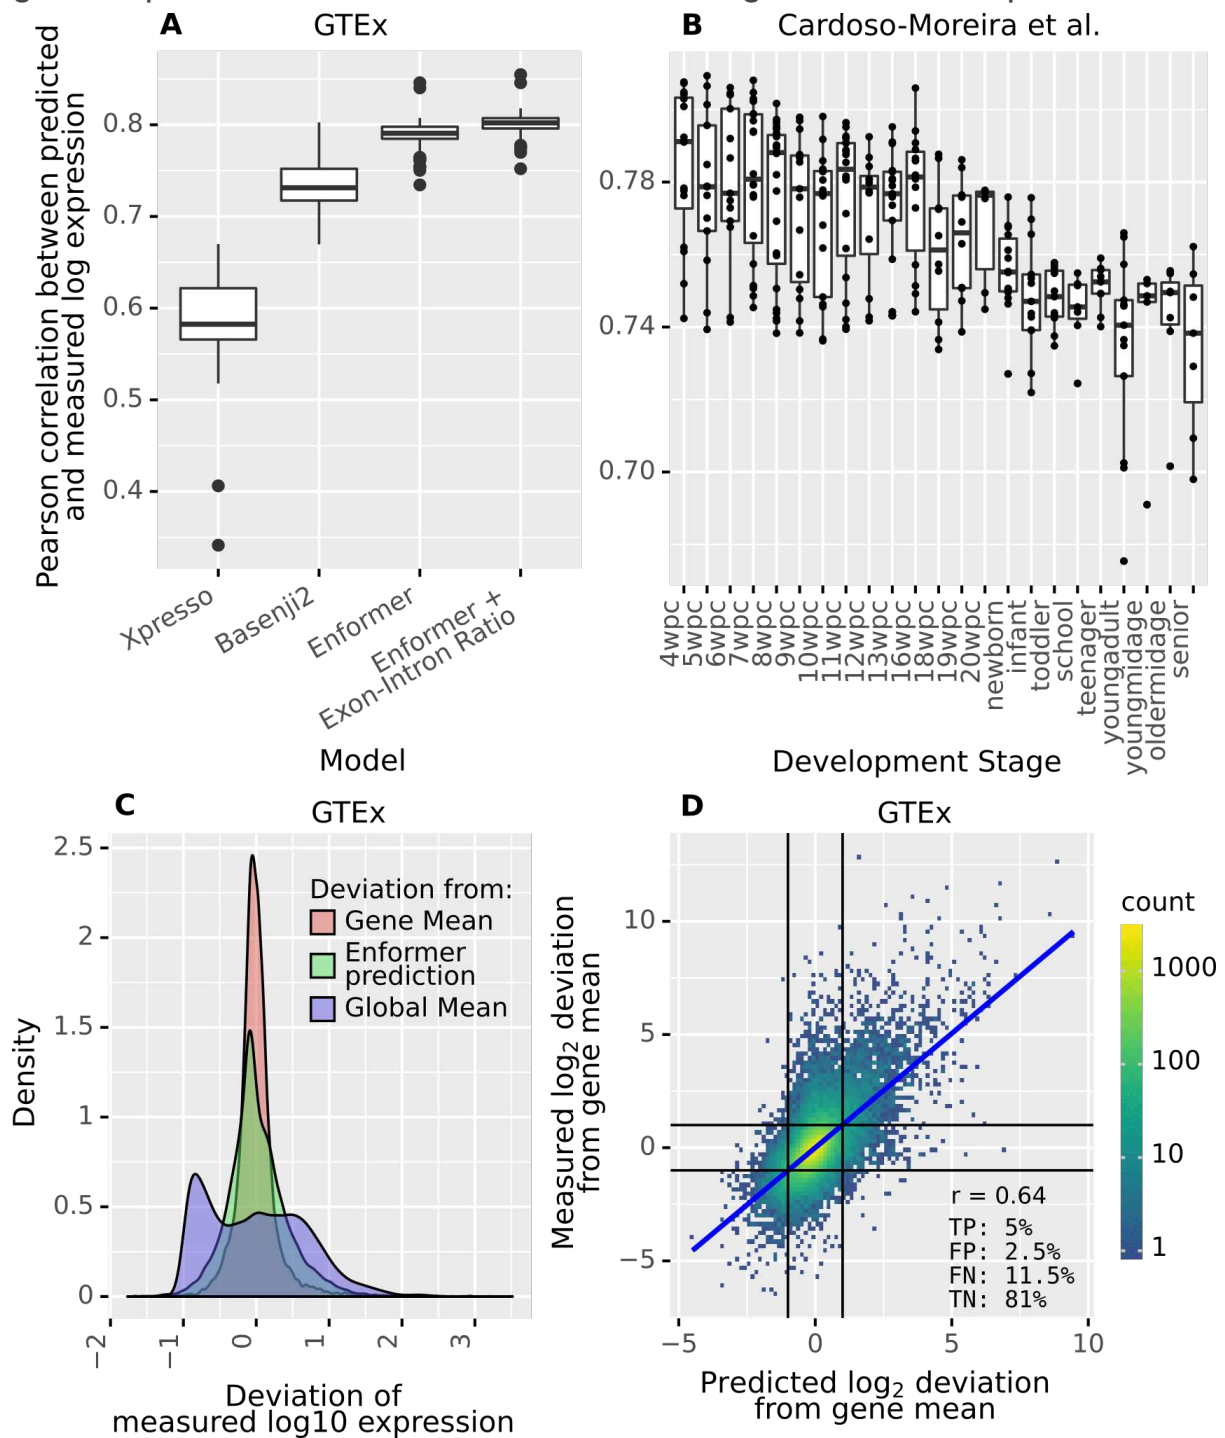 A
GTEx
Pearson correlation between predicted
and measured log expression
0.8
0.7
0.6
0.5
0.4
Xpresso
Basenji2
Enformer
Enformer +
Exon-Intron Ratio
Model
B
Cardoso-Moreira et al.
0.78
0.74
0.70
4wpc
5wpc
6wpc
7wpc
8wpc
9wpc
10wpc
11wpc
12wpc
13wpc
16wpc
18wpc
19wpc
20wpc
newborn
infant
toddler
school
teenager
youngadult
youngmidage
oldermidage
senior
Development Stage
C
GTEx
Density
2.5
2
1.5
1
0.5
0
Deviation from:
Gene Mean
Enformer
prediction
Global Mean
−2
−1
0
1
2
3
Deviation of
measured log10 expression
D
GTEx
Measured log₂ deviation
from gene mean
10
5
0
−5
r = 0.64
TP: 5%
FP: 2.5%
FN: 11.5%
TN: 81%
−5
0
5
10
Predicted log₂ deviation
from gene mean
count
1000
100
10
1